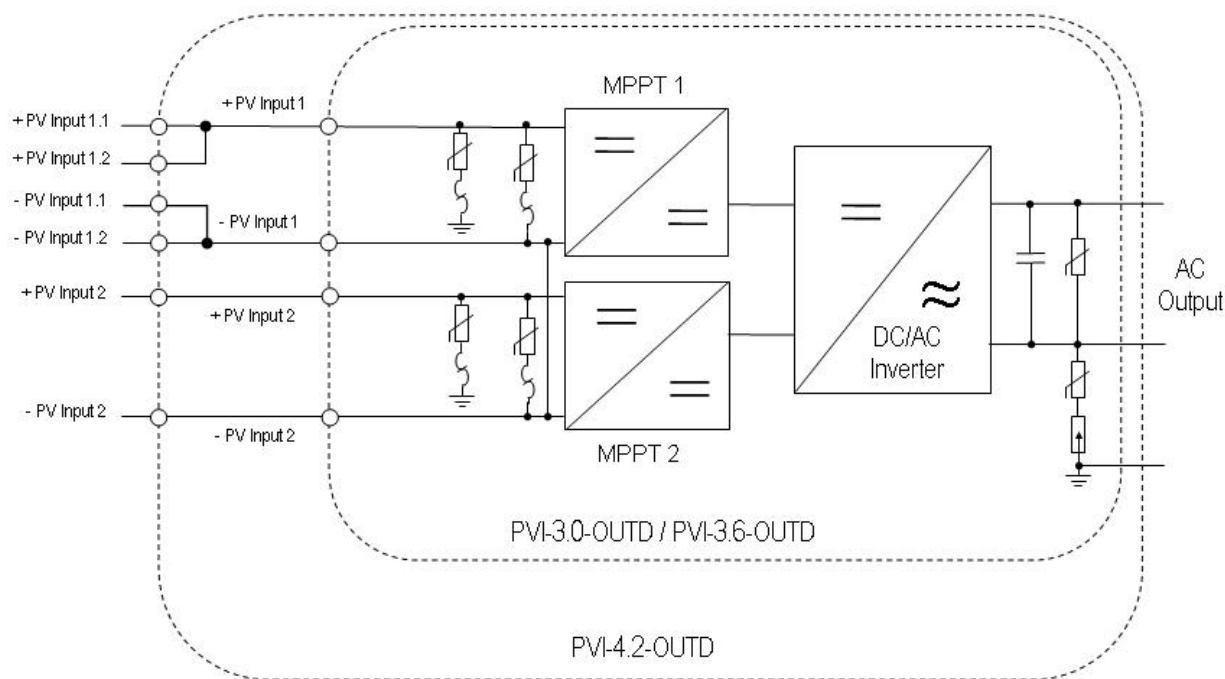 MPPT 1
+ PV Input 1
+ PV Input 1.1
+ PV Input 1.2
- PV Input 1.1
- PV Input 1
- PV Input 1.2
+ PV Input 2
+ PV Input 2
AC
Output
DC/AC
Inverter
- PV Input 2
- PV Input 2
MPPT 2
PVI-3.0-OUTD / PVI-3.6-OUTD
PVI-4.2-OUTD